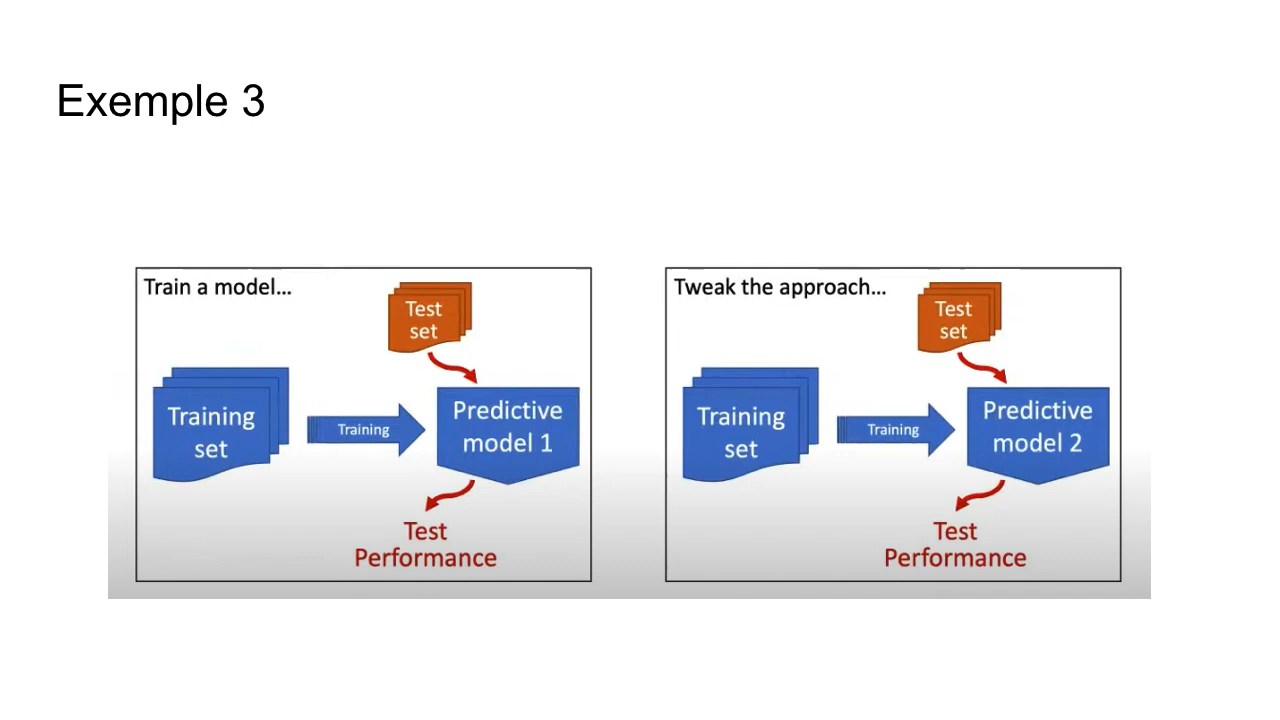 Exemple 3
Train a model...
Test
set
Training
set
Training
Predictive
model 1
Test
Performance
Tweak the approach...
Test
set
Training
set
Training
Predictive
model 2
Test
Performance